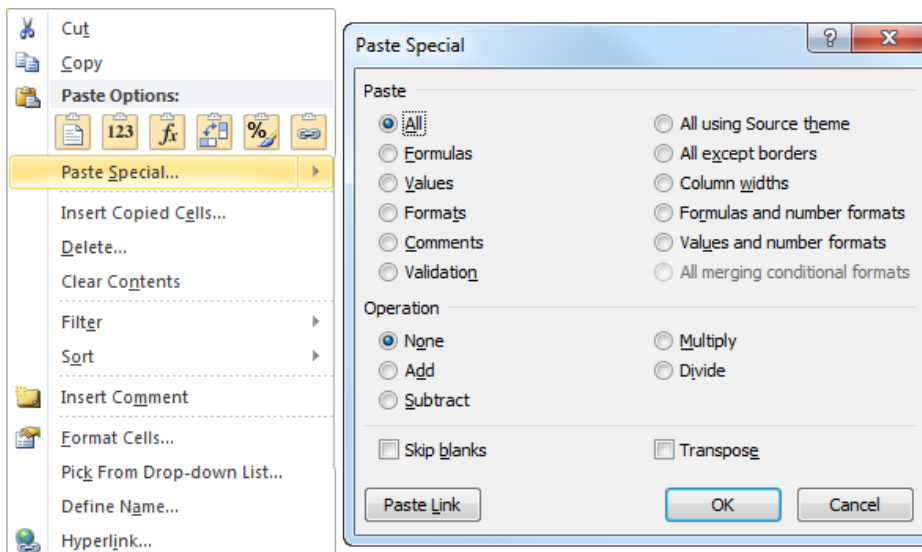 Cut
Copy
Paste Options:
123 fx %
Paste Special...
Insert Copied Cells...
Delete...
Clear Contents
Filter
Sort
Insert Comment
Format Cells...
Pick From Drop-down List...
Define Name...
Hyperlink...
Paste Special
?
Paste
All
All using Source theme
Formulas
All except borders
Values
Column widths
Formats
Formulas and number formats
Comments
Values and number formats
Validation
All merging conditional formats
Operation
None
Multiply
Add
Divide
Subtract
Skip blanks
Transpose
Paste Link
OK
Cancel